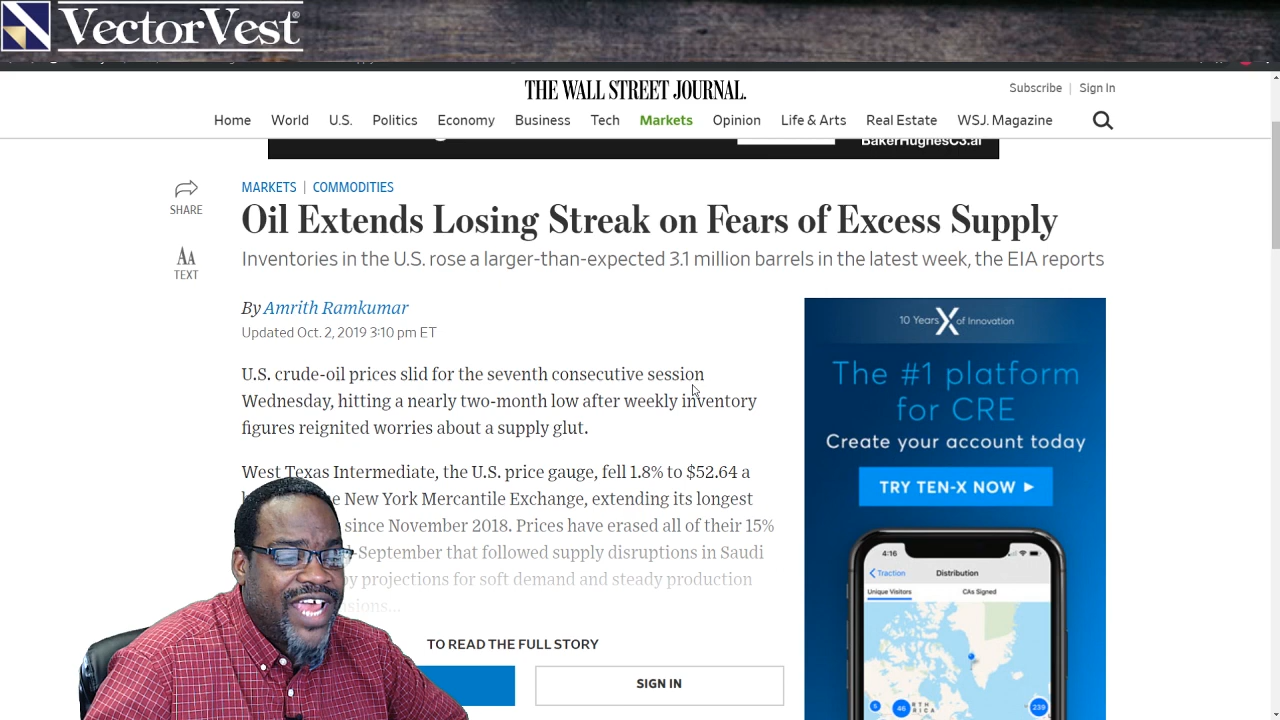 VectorVest®
THE WALL STREET JOURNAL.
Subscribe | Sign In
Home World U.S. Politics Economy Business Tech Markets Opinion Life & Arts Real Estate WSJ. Magazine
BakerHughesC3.ai
MARKETS | COMMODITIES
SHARE
Oil Extends Losing Streak on Fears of Excess Supply
AA
TEXT
Inventories in the U.S. rose a larger-than-expected 3.1 million barrels in the latest week, the EIA reports
By Amrith Ramkumar
Updated Oct. 2, 2019 3:10 pm ET
U.S. crude-oil prices slid for the seventh consecutive session
Wednesday, hitting a nearly two-month low after weekly inventory
figures reignited worries about a supply glut.
West Texas Intermediate, the U.S. price gauge, fell 1.8% to $52.64 a
New York Mercantile Exchange, extending its longest
since November 2018. Prices have erased all of their 15%
-September that followed supply disruptions in Saudi
projections for soft demand and steady production
TO READ THE FULL STORY
SIGN IN
10 Years X of Innovation
The #1 platform
for CRE
Create your account today
TRY TEN-X NOW ►
4:16
Traction Distribution
Unique Visitors CAs Signed
5 46 239